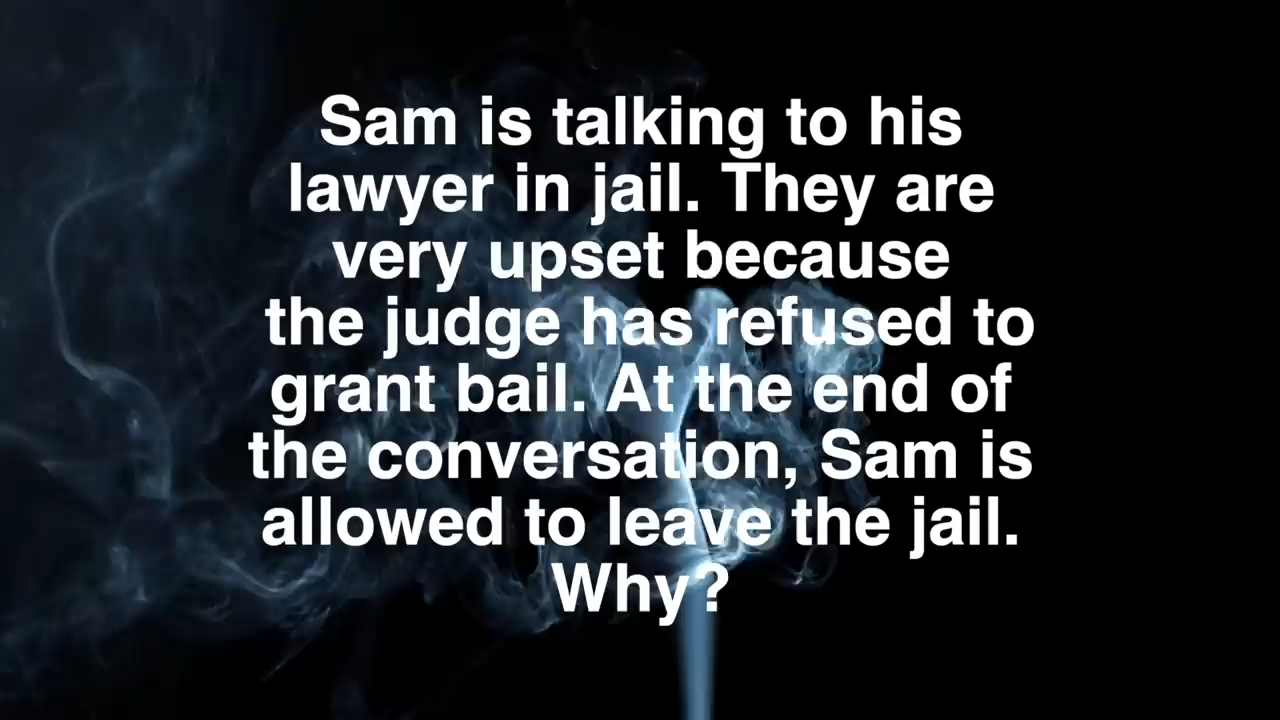 Sam is talking to his
lawyer in jail. They are
very upset because
the judge has refused to
grant bail. At the end of
the conversation, Sam is
allowed to leave the jail.
Why?